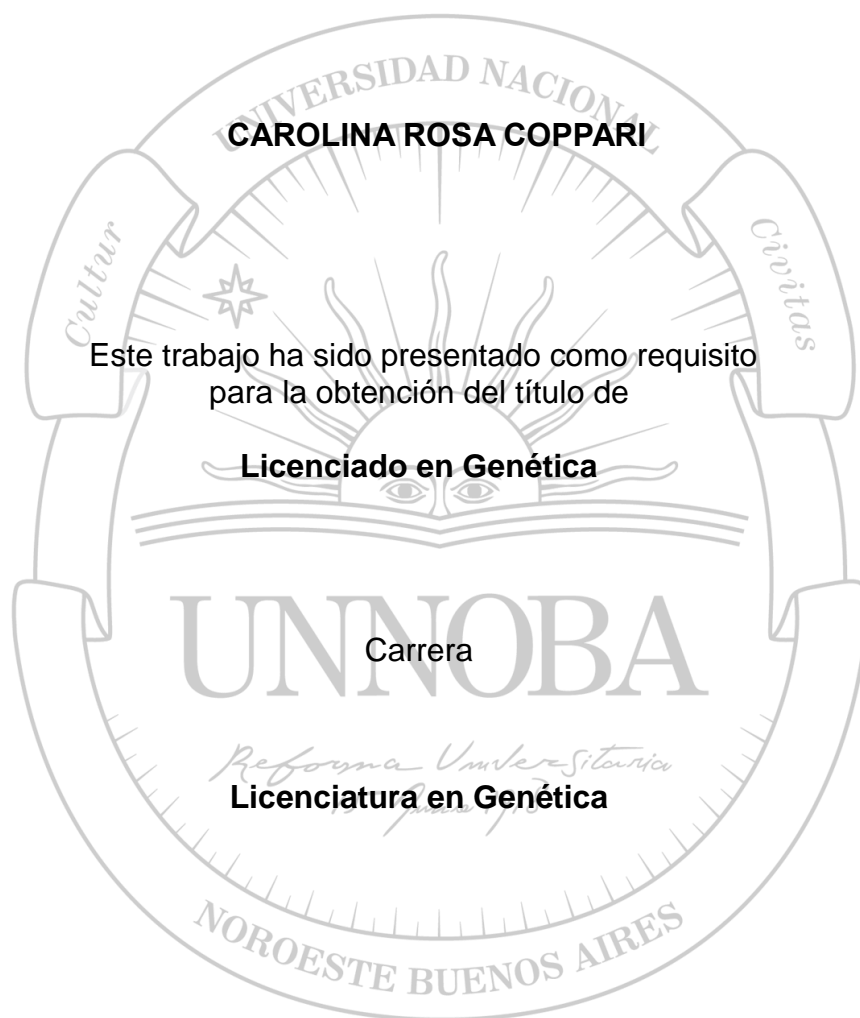 UNIVERSIDAD NACIONAL
CAROLINA ROSA COPPARI
Cultur
Civitas
Este trabajo ha sido presentado como requisito
para la obtención del título de
Licenciado en Genética
UNNOBA
Carrera
Reforma Universitaria
Licenciatura en Genética
NOROESTE BUENOS AIRES